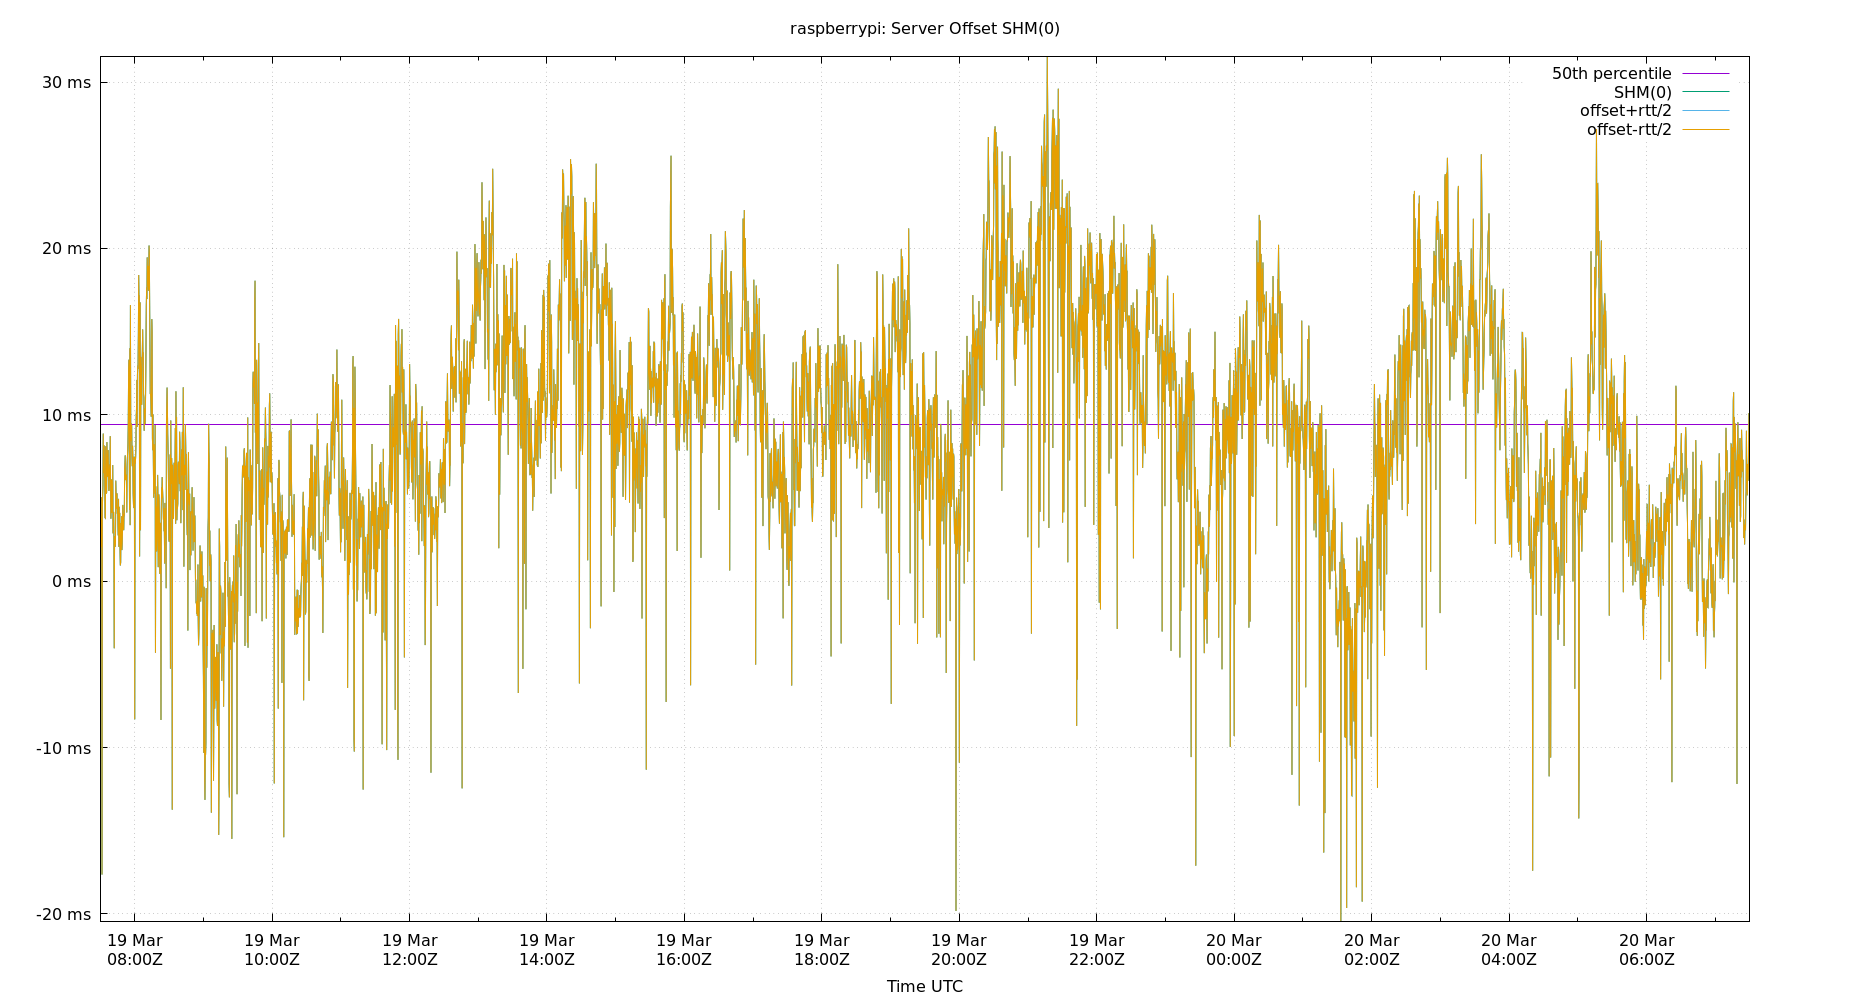 raspberrypi: Server Offset SHM(0)
50th percentile
SHM(0)
offset+rtt/2
offset-rtt/2
30 ms
20 ms
10 ms
0 ms
-10 ms
-20 ms
19 Mar 19 Mar 19 Mar 19 Mar 19 Mar 19 Mar 19 Mar 19 Mar 20 Mar 20 Mar 20 Mar 20 Mar
08:00Z 10:00Z 12:00Z 14:00Z 16:00Z 18:00Z 20:00Z 22:00Z 00:00Z 02:00Z 04:00Z 06:00Z
Time UTC